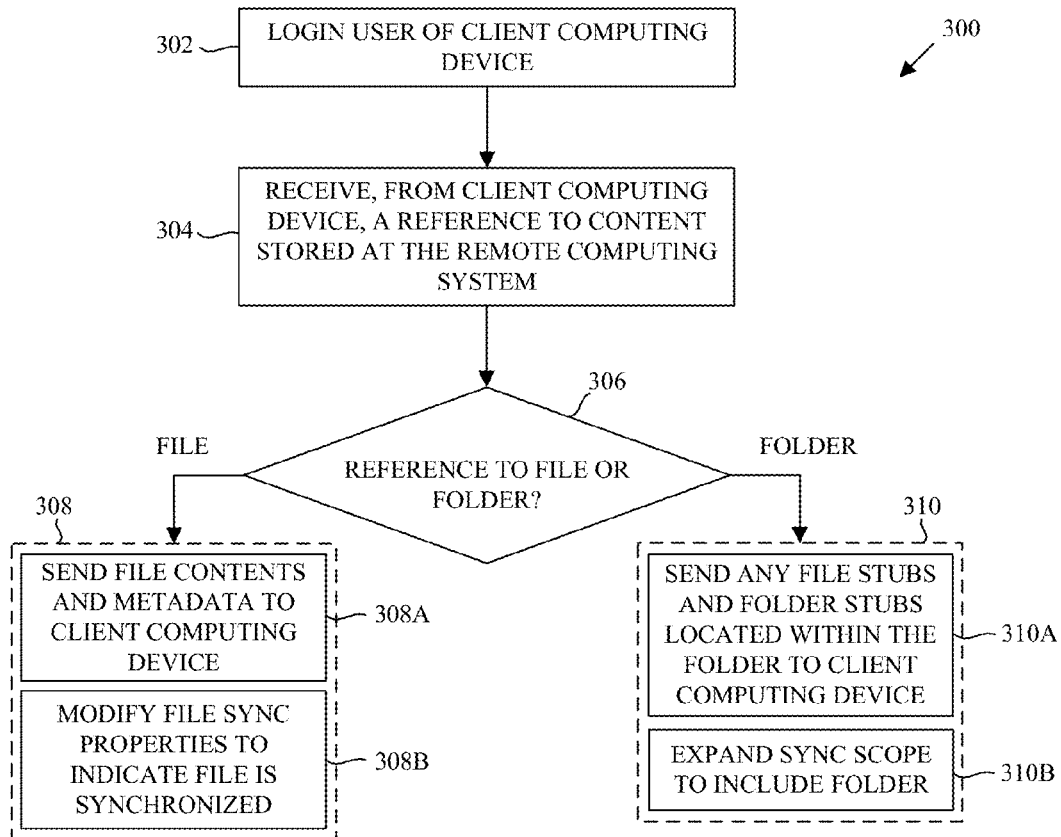 302
LOGIN USER OF CLIENT COMPUTING
DEVICE
300
304
RECEIVE, FROM CLIENT COMPUTING
DEVICE, A REFERENCE TO CONTENT
STORED AT THE REMOTE COMPUTING
SYSTEM
306
FILE
REFERENCE TO FILE OR
FOLDER?
FOLDER
308
SEND FILE CONTENTS
AND METADATA TO
CLIENT COMPUTING
DEVICE
308A
MODIFY FILE SYNC
PROPERTIES TO
INDICATE FILE IS
SYNCHRONIZED
308B
310
SEND ANY FILE STUBS
AND FOLDER STUBS
LOCATED WITHIN THE
FOLDER TO CLIENT
COMPUTING DEVICE
310A
EXPAND SYNC SCOPE
TO INCLUDE FOLDER
310B